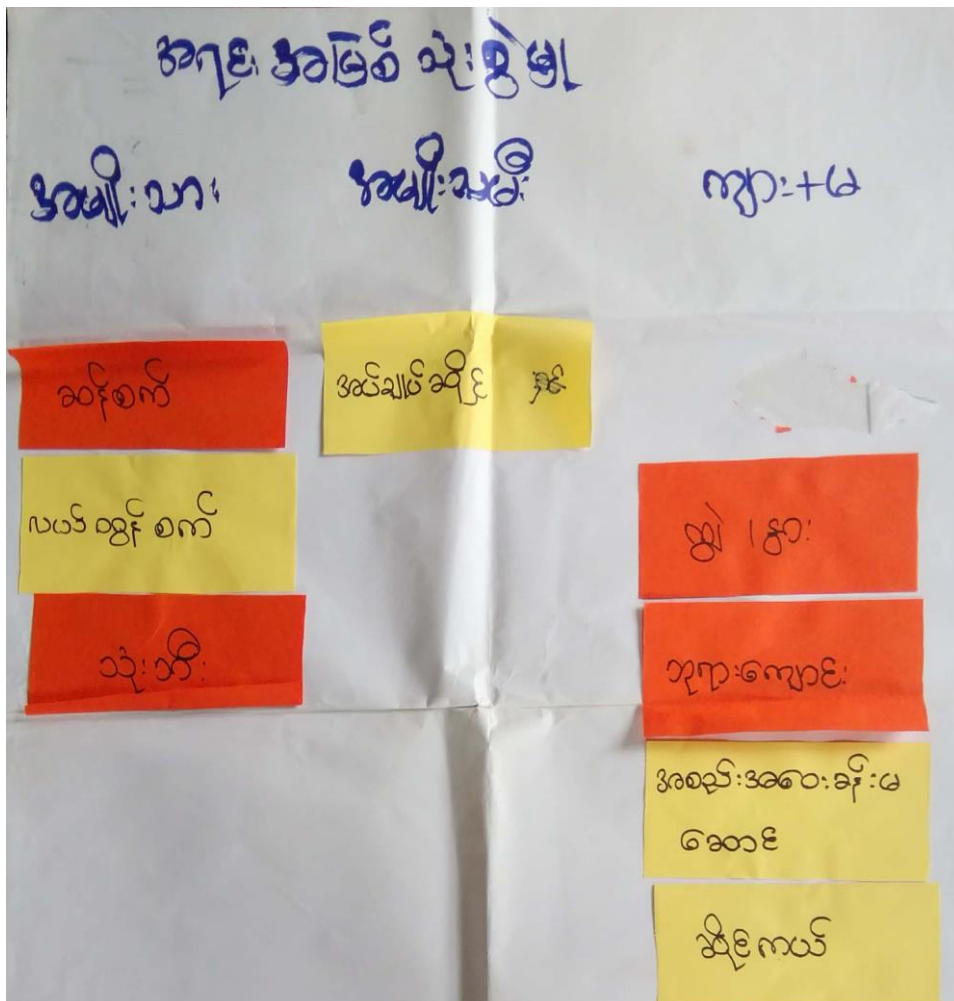 အရင်းအမြစ် သုံးစွဲမှု
အမျိုးသား အမျိုးသမီး ကျား+မ
ဆန်စက်
လယ်ထွန်စက်
သုံးဘီး
အပ်ချုပ်ဆိုင်
ကျွဲ / နွား
ဘုရားကျောင်း
အစည်းအဝေးခန်းမ
ဆောင်
ဆိုင်ကယ်